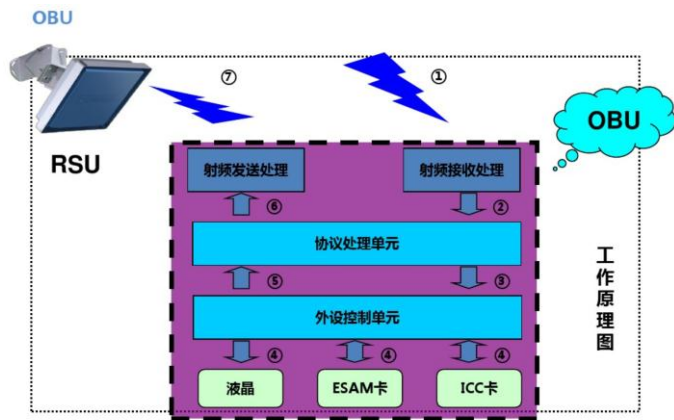 OBU
⑦
①
OBU
RSU
射频发送处理
射频接收处理
⑥
②
协议处理单元
⑤
③
外设控制单元
④
④
④
液晶
ESAM卡
ICC卡
工作原理图